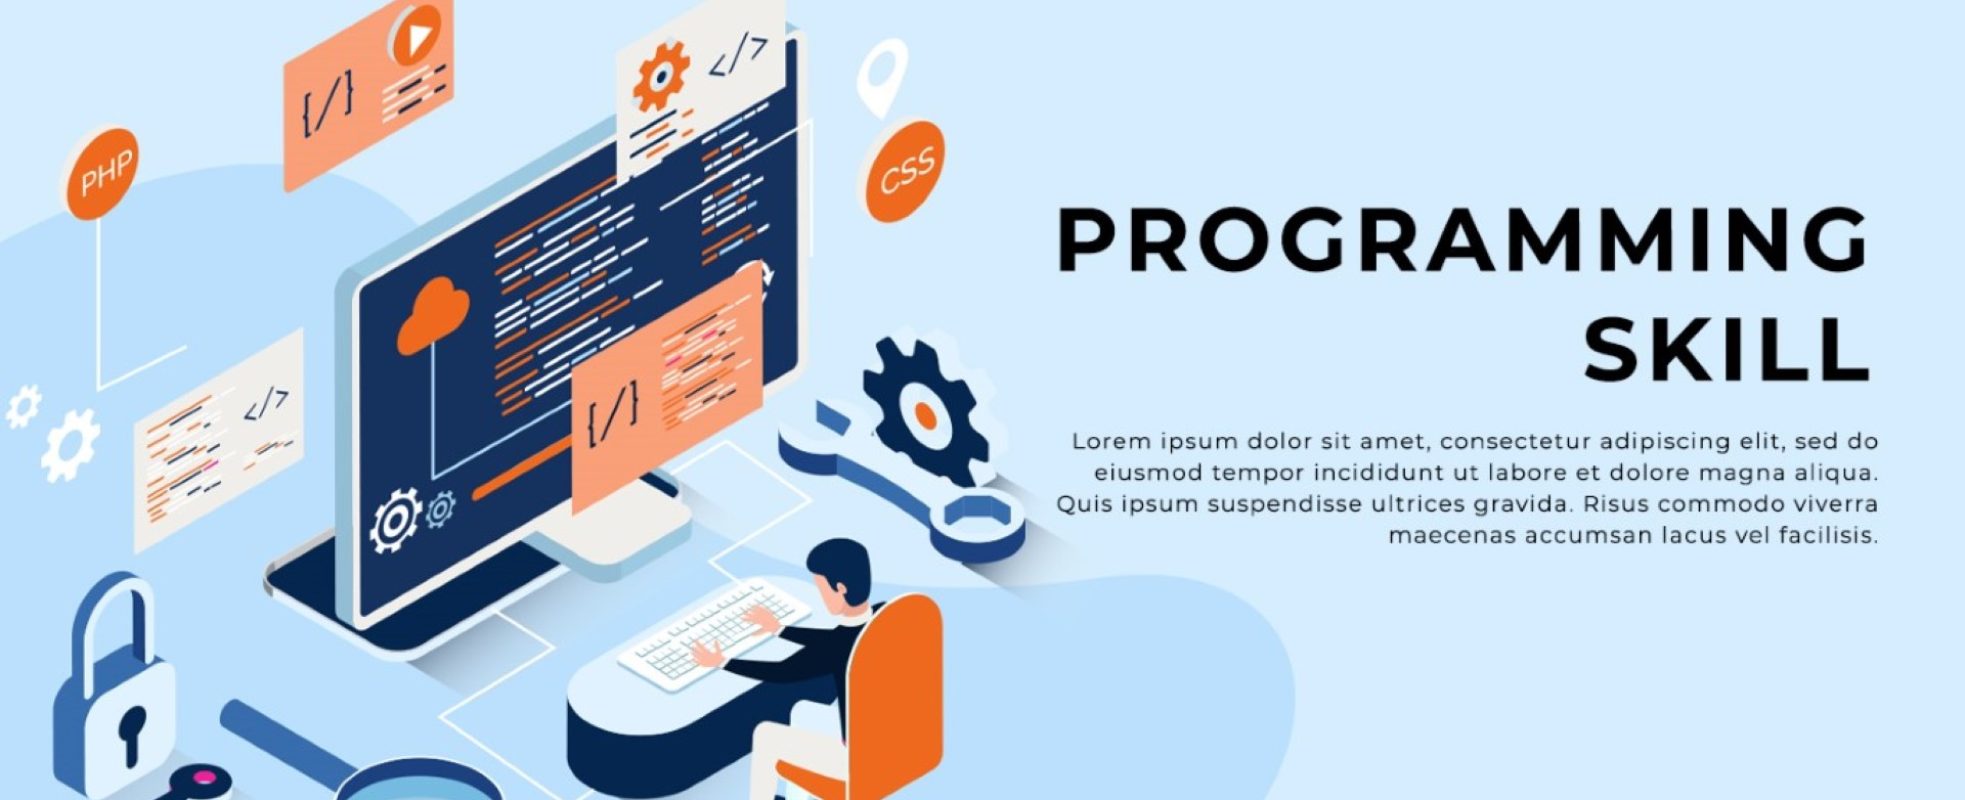 {/}
</>
PHP
CSS
PROGRAMMING
SKILL
</>
{/}
Lorem ipsum dolor sit amet, consectetur adipiscing elit, sed do
eiusmod tempor incididunt ut labore et dolore magna aliqua.
Quis ipsum suspendisse ultrices gravida. Risus commodo viverra
maecenas accumsan lacus vel facilisis.